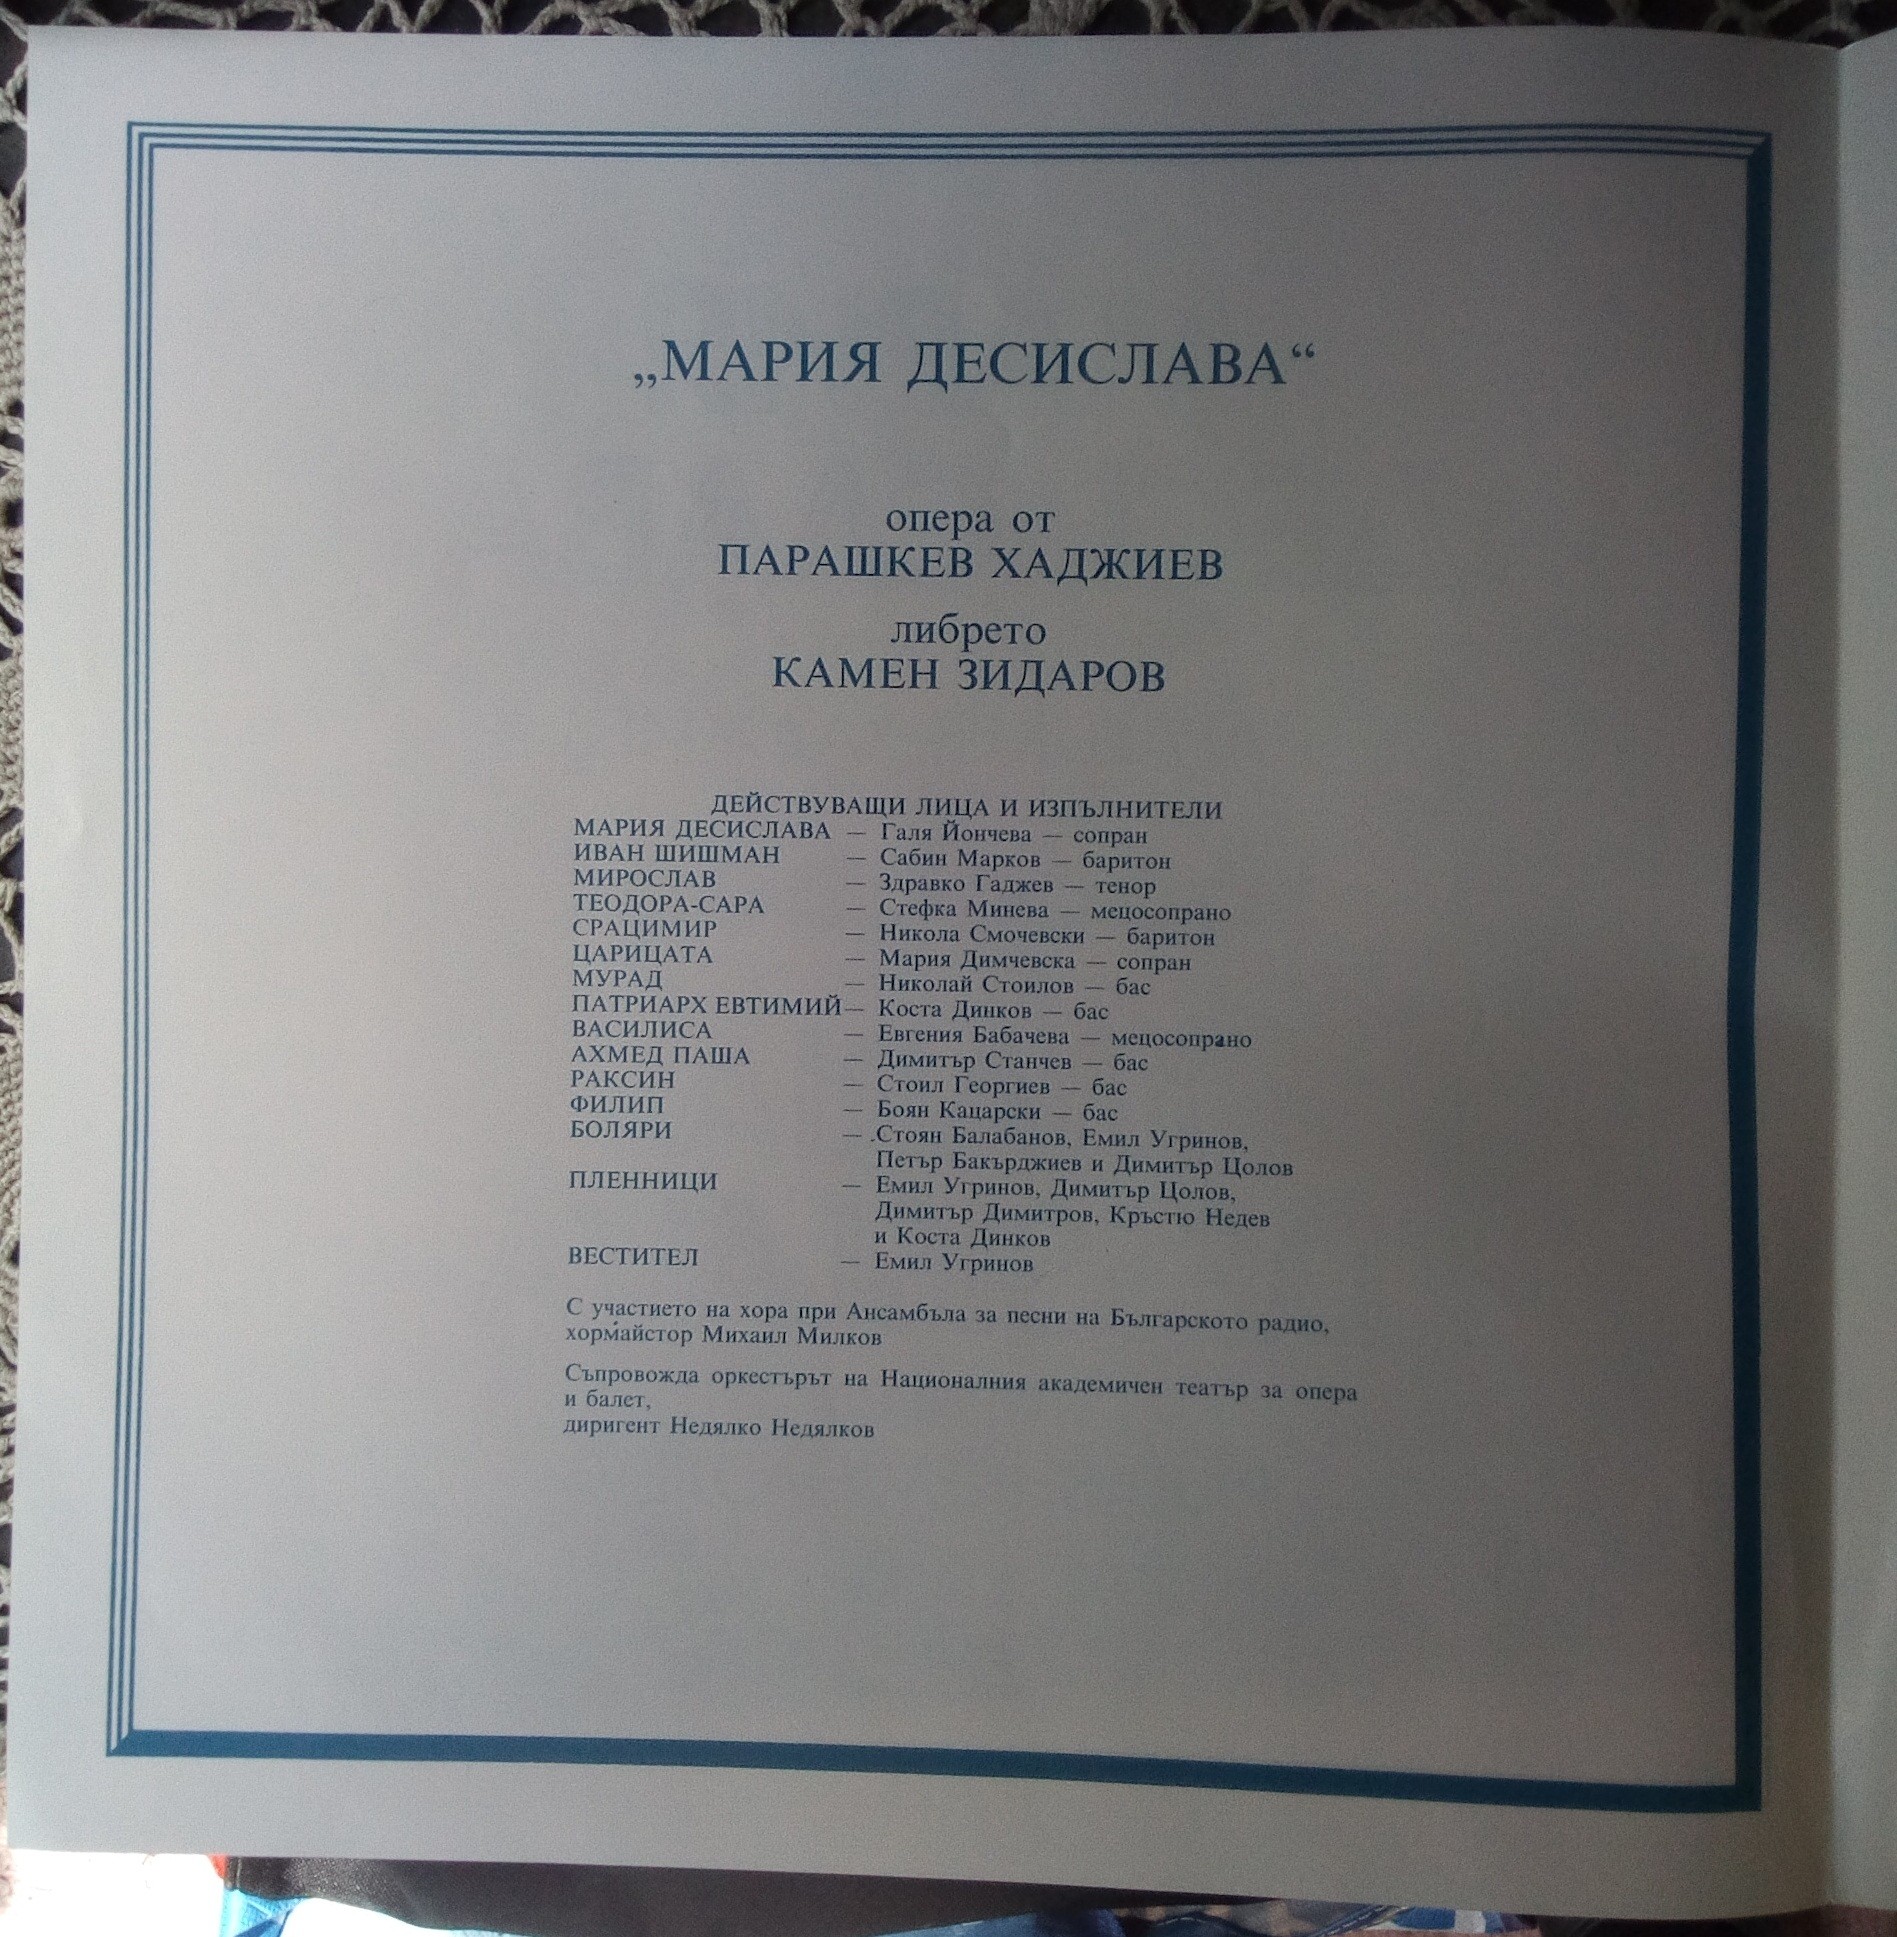 „МАРИЯ ДЕСИСЛАВА“
опера от
ПАРАШКЕВ ХАДЖИЕВ
либрето
КАМЕН ЗИДАРОВ
ДЕЙСТВУВАЩИ ЛИЦА И ИЗПЪЛНИТЕЛИ
МАРИЯ ДЕСИСЛАВА — Галя Йончева — сопран
ИВАН ШИШМАН — Сабин Марков — баритон
МИРОСЛАВ — Здравко Гаджев — тенор
ТЕОДОРА-САРА — Стефка Минева — мецосопрано
СРАЦИМИР — Никола Смочевски — баритон
ЦАРИЦАТА — Мария Димчевска — сопран
МУРАД — Николай Стоилов — бас
ПАТРИАРХ ЕВТИМИЙ — Коста Динков — бас
ВАСИЛИСА — Евгения Бабачева — мецосопрано
АХМЕД ПАША — Димитър Станчев — бас
РАКСИН — Стоил Георгиев — бас
ФИЛИП — Боян Кацарски — бас
БОЛЯРИ — Стоян Балабанов, Емил Угринов,
Петър Бакърджиев и Димитър Цолов
ПЛЕННИЦИ — Емил Угринов, Димитър Цолов,
Димитър Димитров, Кръстю Недев
и Коста Динков
ВЕСТИТЕЛ — Емил Угринов
С участието на хора при Ансамбъла за песни на Българското радио,
хормайстор Михаил Милков
Съпровожда оркестърът на Националния академичен театър за опера
и балет,
диригент Недялко Недялков